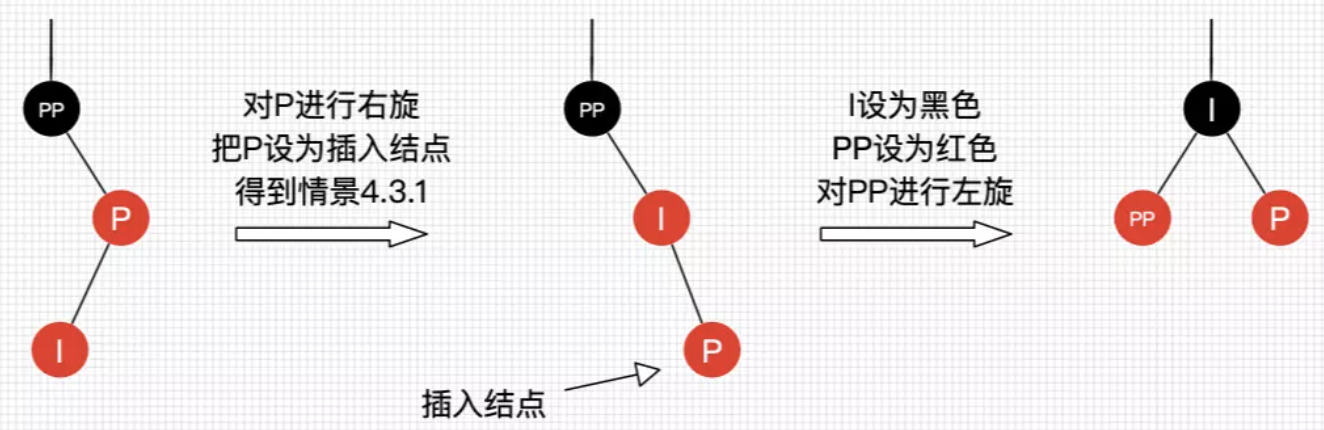 PP
P
I
对P进行右旋
把P设为插入结点
得到情景4.3.1
PP
I
P
插入结点
I设为黑色
PP设为红色
对PP进行左旋
I
PP
P